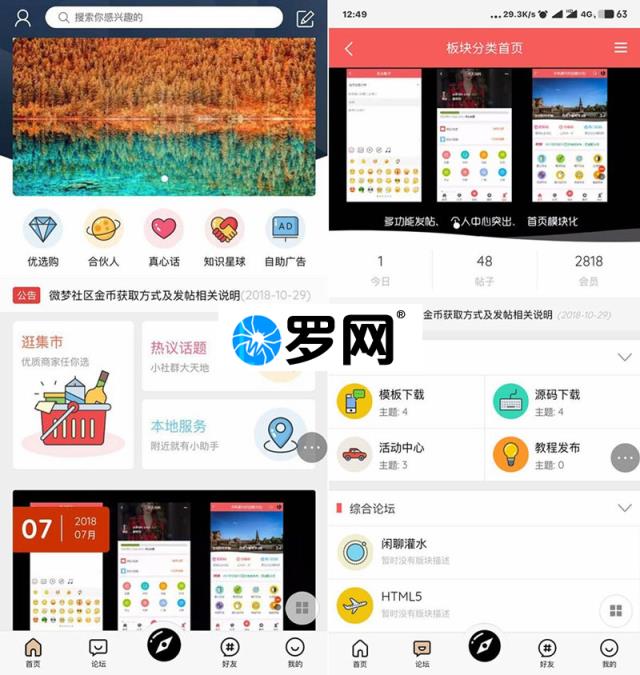 搜索你感兴趣的
优选购
合伙人
真心话
知识星球
AD
自助广告
公告
微梦社区金币获取方式及发帖相关说明(2018-10-29)
逛集市
优质商家任你选
热议话题
小社群大天地
本地服务
附近就有小助手
07
2018
07月
首页
论坛
好友
我的
罗网®
12:49
...29.3K/s
4G
63
板块分类首页
多功能发帖、个人中心突出、首页模块化
1
今日
48
帖子
2818
会员
金币获取方式及发帖相关说明 (2018-10-29)
模板下载
主题: 4
源码下载
主题: 4
活动中心
主题: 3
教程发布
主题: 0
综合论坛
闲聊灌水
暂时没有版块描述
HTML5
暂时没有版块描述
首页
论坛
好友
我的